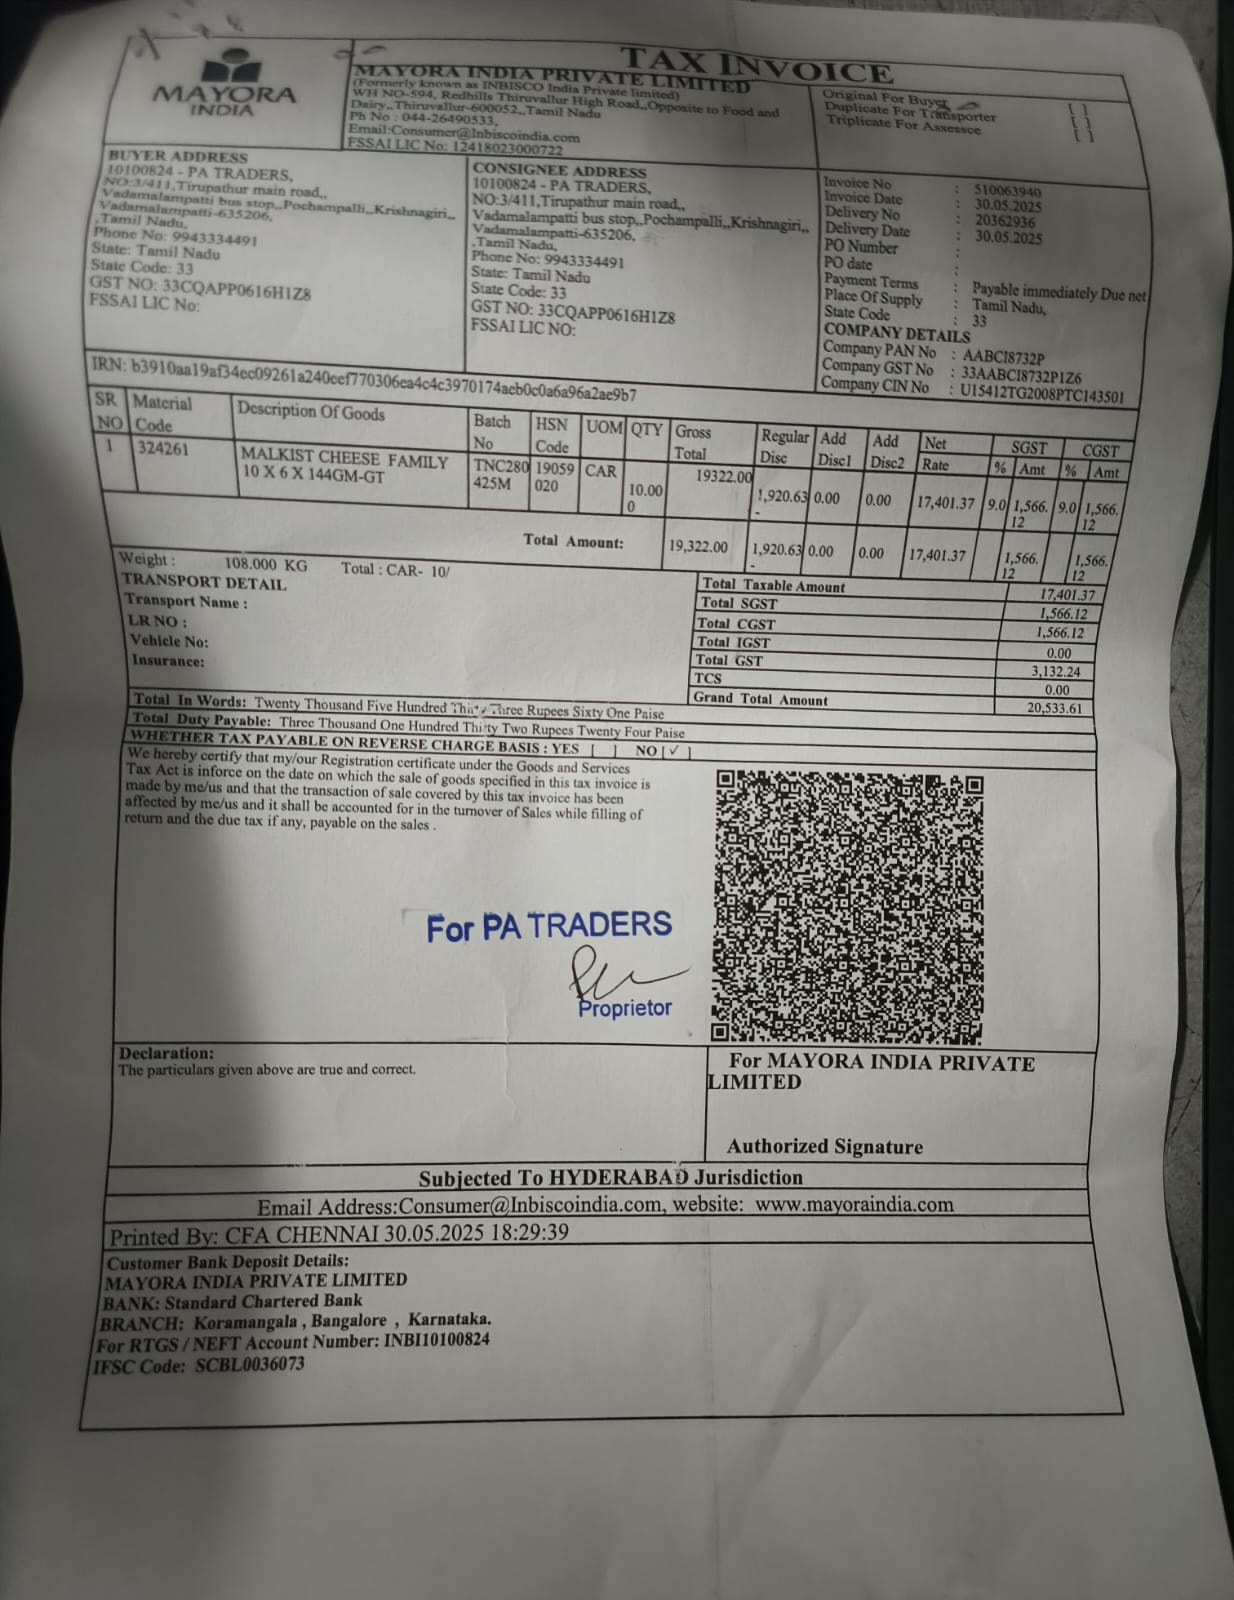 TAX INVOICE
MAYORA
INDIA
MAYORA INDIA PRIVATE LIMITED
(Formerly known as INBISCO India Private limited)
WH NO-594, Redhills Thiruvallur High Road,,Opposite to Food and
Dairy,,Thiruvallur-600052,,Tamil Nadu
Ph No : 044-26490533,
Email:Consumer@Inbiscoindia.com
FSSAI LIC No: 12418023000722
Original For Buyer [ ]
Duplicate For Transporter [ ]
Triplicate For Assessee [ ]
BUYER ADDRESS
10100824 - PA TRADERS,
NO:3/411,Tirupathur main road,,
Vadamalampatti bus stop,,Pochampalli,,Krishnagiri,,
Vadamalampatti-635206,
,Tamil Nadu,
Phone No: 9943334491
State: Tamil Nadu
State Code: 33
GST NO: 33CQAPP0616H1Z8
FSSAI LIC No:
CONSIGNEE ADDRESS
10100824 - PA TRADERS,
NO:3/411,Tirupathur main road,,
Vadamalampatti bus stop,,Pochampalli,,Krishnagiri,,
Vadamalampatti-635206,
,Tamil Nadu,
Phone No: 9943334491
State: Tamil Nadu
State Code: 33
GST NO: 33CQAPP0616H1Z8
FSSAI LIC NO:
Invoice No : 510063940
Invoice Date : 30.05.2025
Delivery No : 20362936
Delivery Date : 30.05.2025
PO Number :
PO date :
Payment Terms : Payable immediately Due net
Place Of Supply : Tamil Nadu,
State Code : 33
COMPANY DETAILS
Company PAN No : AABCI8732P
Company GST No : 33AABCI8732P1Z6
Company CIN No : U15412TG2008PTC143501
IRN: b3910aa19af34ec09261a240eef770306ea4c4c3970174aeb0c0a6a96a2ae9b7
SR NO Material Code Description Of Goods Batch No HSN Code UOM QTY Gross Total Regular Disc Add Disc1 Add Disc2 Net Rate SGST % Amt CGST % Amt
1 324261 MALKIST CHEESE FAMILY 10 X 6 X 144GM-GT TNC280425M 19059020 CAR 10.000 19322.00 1,920.63- 0.00 0.00 17,401.37 9.0 1,566.12 9.0 1,566.12
Total Amount: 19,322.00 1,920.63- 0.00 0.00 17,401.37 1,566.12 1,566.12
Weight : 108.000 KG Total : CAR- 10/
TRANSPORT DETAIL
Transport Name :
LR NO :
Vehicle No:
Insurance:
Total Taxable Amount 17,401.37
Total SGST 1,566.12
Total CGST 1,566.12
Total IGST 0.00
Total GST 3,132.24
TCS 0.00
Grand Total Amount 20,533.61
Total In Words: Twenty Thousand Five Hundred Thirty Three Rupees Sixty One Paise
Total Duty Payable: Three Thousand One Hundred Thirty Two Rupees Twenty Four Paise
WHETHER TAX PAYABLE ON REVERSE CHARGE BASIS : YES [ ] NO [✓]
We hereby certify that my/our Registration certificate under the Goods and Services
Tax Act is inforce on the date on which the sale of goods specified in this tax invoice is
made by me/us and that the transaction of sale covered by this tax invoice has been
affected by me/us and it shall be accounted for in the turnover of Sales while filling of
return and the due tax if any, payable on the sales .
For PA TRADERS
Proprietor
Declaration:
The particulars given above are true and correct.
For MAYORA INDIA PRIVATE
LIMITED
Authorized Signature
Subjected To HYDERABAD Jurisdiction
Email Address:Consumer@Inbiscoindia.com, website: www.mayoraindia.com
Printed By: CFA CHENNAI 30.05.2025 18:29:39
Customer Bank Deposit Details:
MAYORA INDIA PRIVATE LIMITED
BANK: Standard Chartered Bank
BRANCH: Koramangala , Bangalore , Karnataka.
For RTGS / NEFT Account Number: INBI10100824
IFSC Code: SCBL0036073